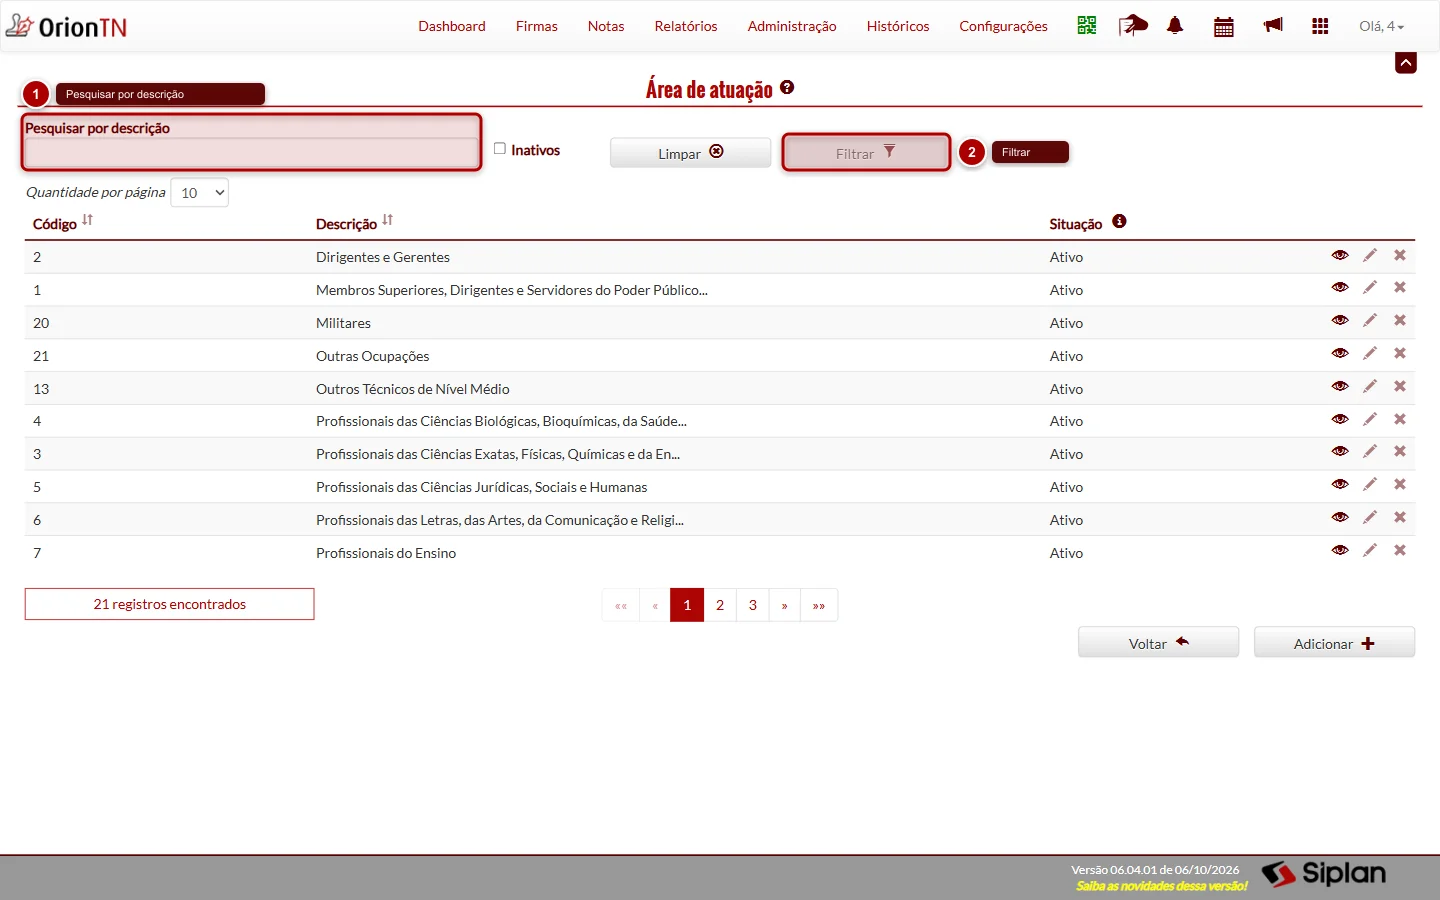 OrionTN
Dashboard Firmas Notas Relatórios Administração Históricos Configurações Olá, 4
1 Pesquisar por descrição
Área de atuação
Pesquisar por descrição
Inativos
Limpar
Filtrar
2 Filtrar
Quantidade por página 10
Código Descrição Situação
2 Dirigentes e Gerentes Ativo
1 Membros Superiores, Dirigentes e Servidores do Poder Público... Ativo
20 Militares Ativo
21 Outras Ocupações Ativo
13 Outros Técnicos de Nível Médio Ativo
4 Profissionais das Ciências Biológicas, Bioquímicas, da Saúde... Ativo
3 Profissionais das Ciências Exatas, Físicas, Químicas e da En... Ativo
5 Profissionais das Ciências Jurídicas, Sociais e Humanas Ativo
6 Profissionais das Letras, das Artes, da Comunicação e Religi... Ativo
7 Profissionais do Ensino Ativo
21 registros encontrados
«« « 1 2 3 » »»
Voltar Adicionar
Versão 06.04.01 de 06/10/2026
Saiba as novidades dessa versão!
Siplan